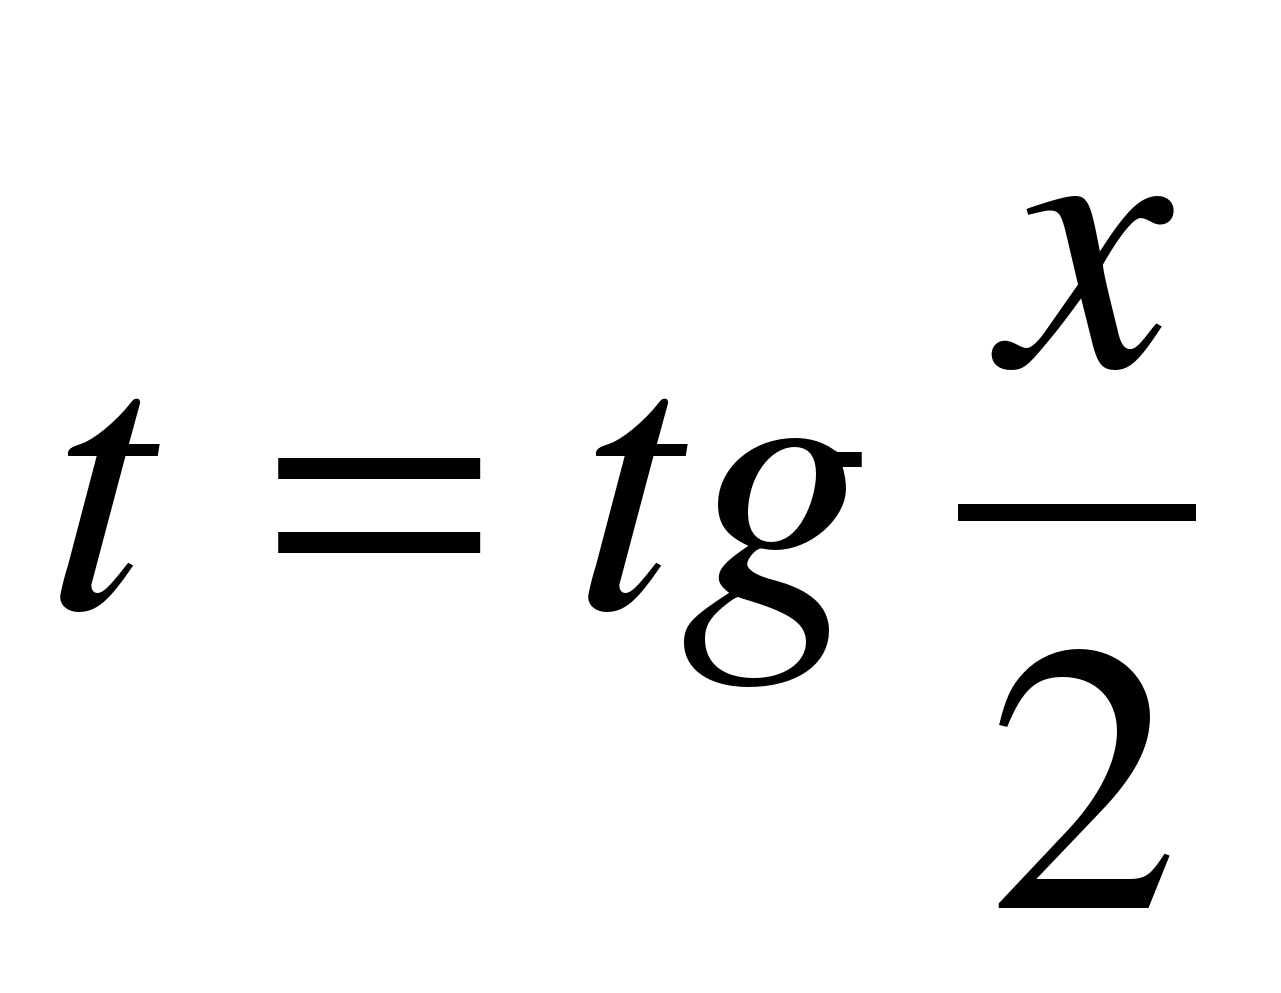 t = tg x/2